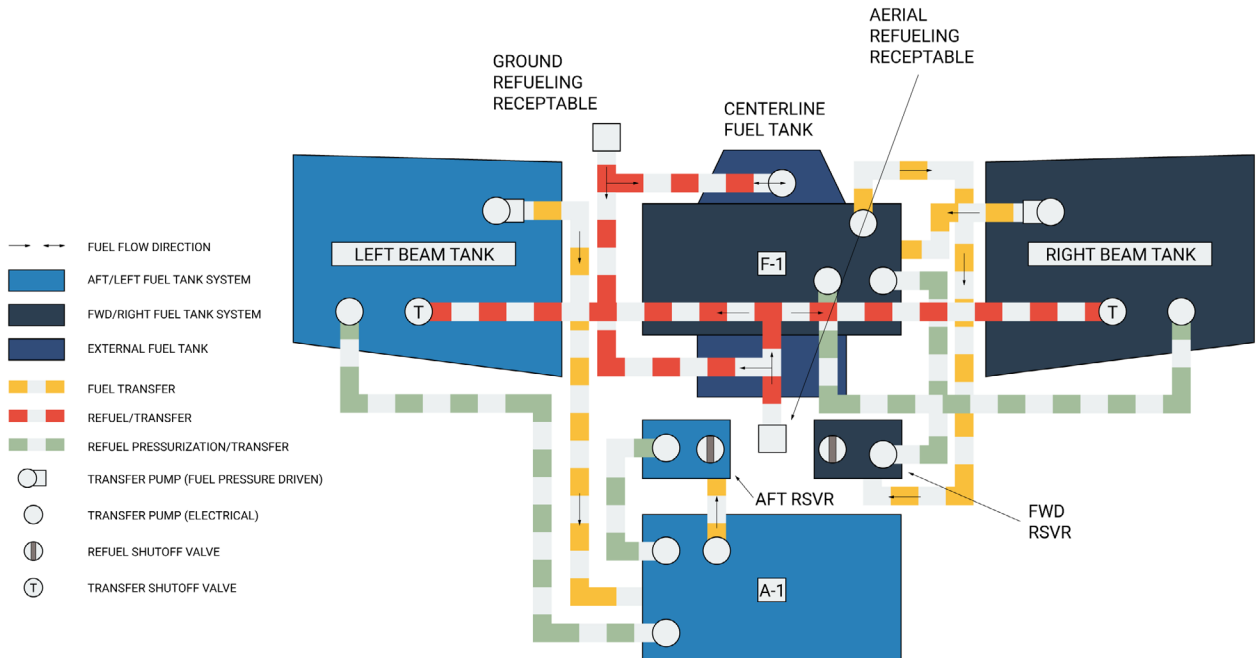 AERIAL
REFUELING
RECEPTABLE
GROUND
REFUELING
RECEPTABLE
CENTERLINE
FUEL TANK
LEFT BEAM TANK
F-1
RIGHT BEAM TANK
T
T
AFT RSVR
FWD
RSVR
A-1
FUEL FLOW DIRECTION
AFT/LEFT FUEL TANK SYSTEM
FWD/RIGHT FUEL TANK SYSTEM
EXTERNAL FUEL TANK
FUEL TRANSFER
REFUEL/TRANSFER
REFUEL PRESSURIZATION/TRANSFER
TRANSFER PUMP (FUEL PRESSURE DRIVEN)
TRANSFER PUMP (ELECTRICAL)
REFUEL SHUTOFF VALVE
T TRANSFER SHUTOFF VALVE